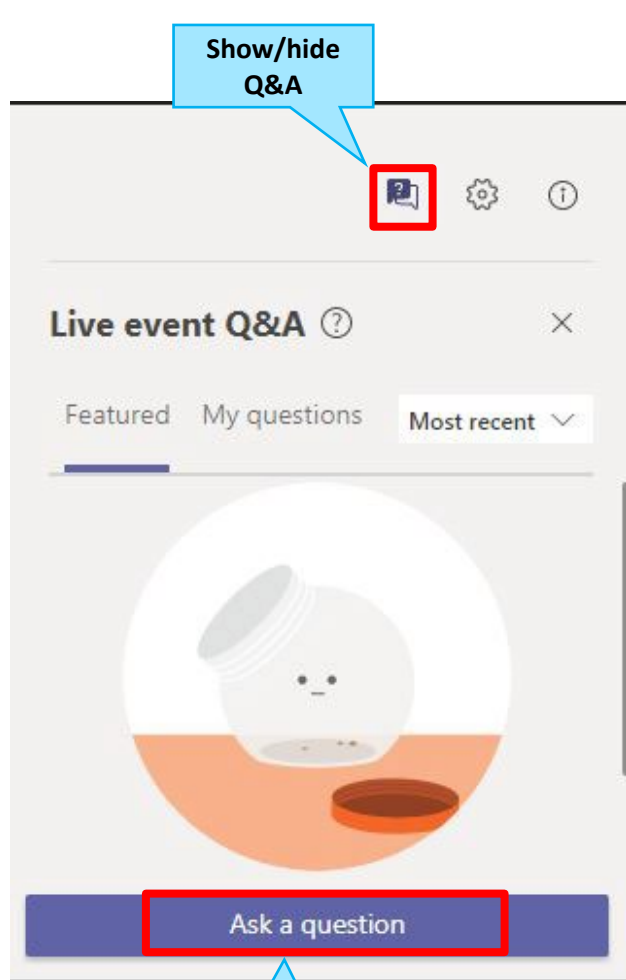 Show/hide
Q&A
Live event Q&A
Featured My questions Most recent
Ask a question